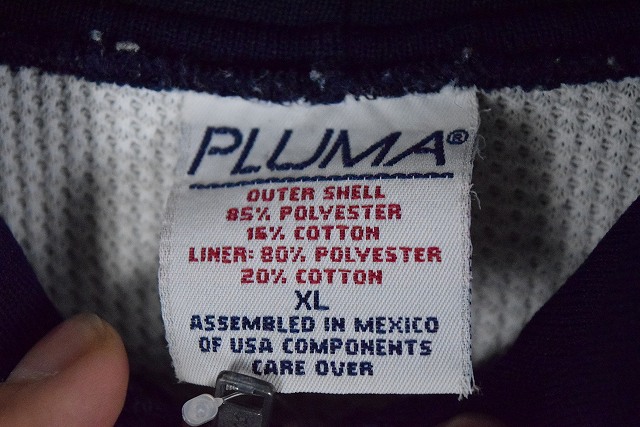 PLUMA®
OUTER SHELL
85% POLYESTER
15% COTTON
LINER: 80% POLYESTER
20% COTTON
XL
ASSEMBLED IN MEXICO
OF USA COMPONENTS
CARE OVER